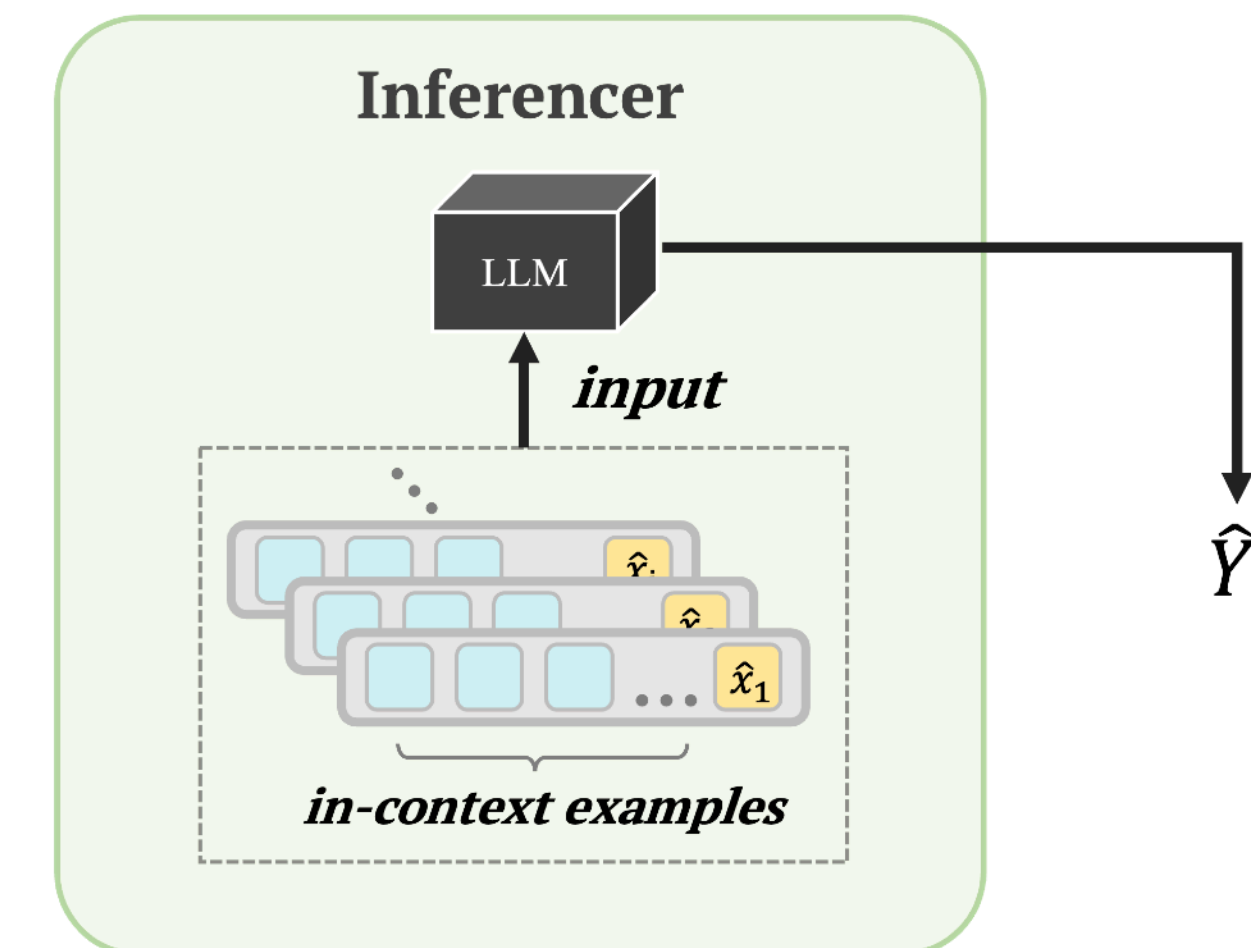 Inferencer
LLM
input
Ŷ
x̂₁
in-context examples